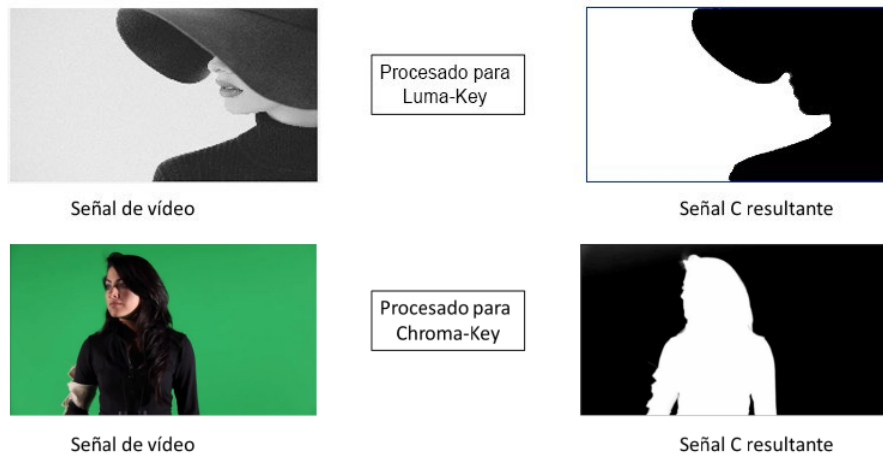 Procesado para
Luma-Key
Señal de vídeo
Señal C resultante
Procesado para
Chroma-Key
Señal de vídeo
Señal C resultante